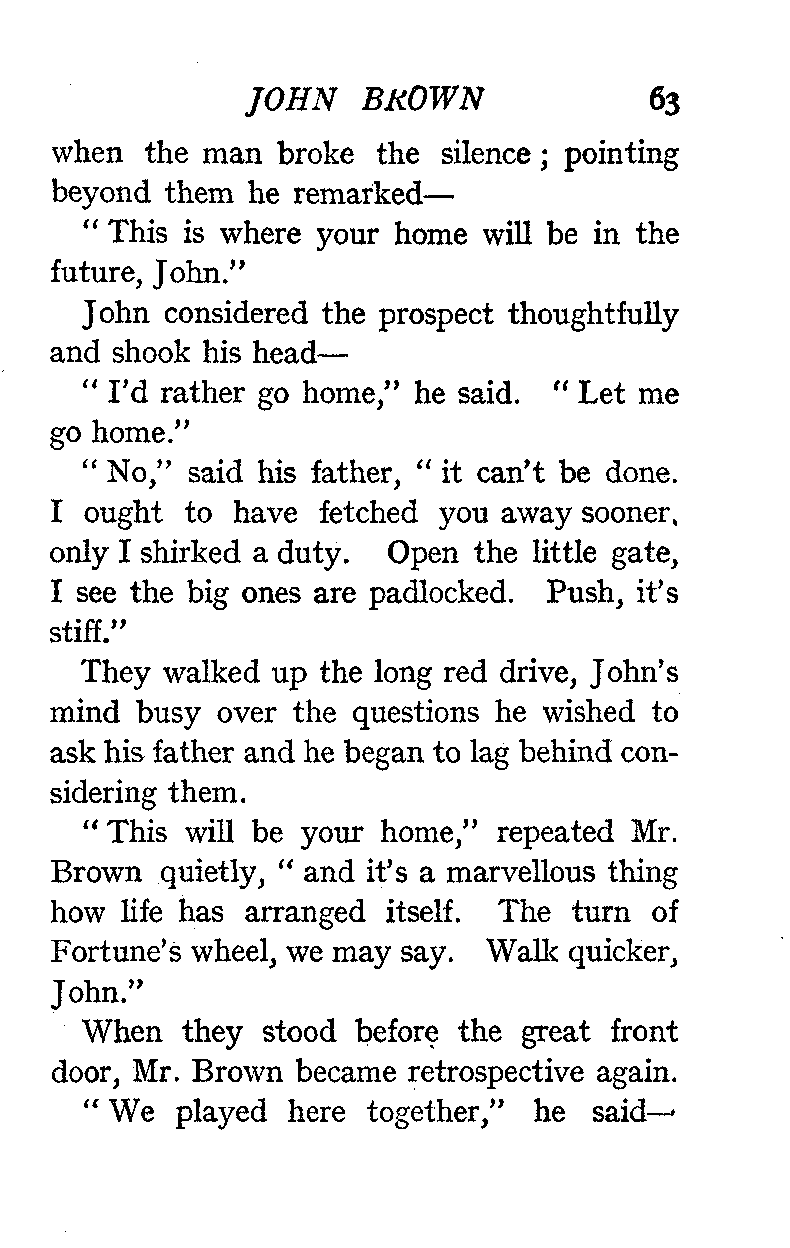 JOHN BROWN 63
when the man broke the silence ; pointing
beyond them he remarked—
“ This is where your home will be in the
future, John.”
John considered the prospect thoughtfully
and shook his head—
“ I’d rather go home,” he said. “ Let me
go home.”
“ No,” said his father, “ it can’t be done.
I ought to have fetched you away sooner,
only I shirked a duty. Open the little gate,
I see the big ones are padlocked. Push, it’s
stiff.”
They walked up the long red drive, John’s
mind busy over the questions he wished to
ask his father and he began to lag behind con-
sidering them.
“ This will be your home,” repeated Mr.
Brown quietly, “ and it’s a marvellous thing
how life has arranged itself. The turn of
Fortune’s wheel, we may say. Walk quicker,
John.”
When they stood before the great front
door, Mr. Brown became retrospective again.
“ We played here together,” he said—